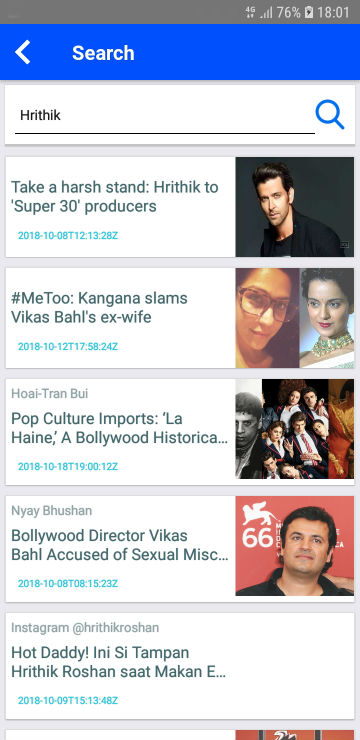 4G 76% 18:01
Search
Hrithik
Take a harsh stand: Hrithik to
'Super 30' producers
2018-10-08T12:13:28Z
#MeToo: Kangana slams
Vikas Bahl's ex-wife
2018-10-12T17:58:24Z
Hoai-Tran Bui
Pop Culture Imports: ‘La
Haine,’ A Bollywood Historica...
2018-10-18T19:00:12Z
Nyay Bhushan
Bollywood Director Vikas
Bahl Accused of Sexual Misc...
2018-10-08T08:15:23Z
66
Instagram @hrithikroshan
Hot Daddy! Ini Si Tampan
Hrithik Roshan saat Makan E...
2018-10-09T15:13:48Z